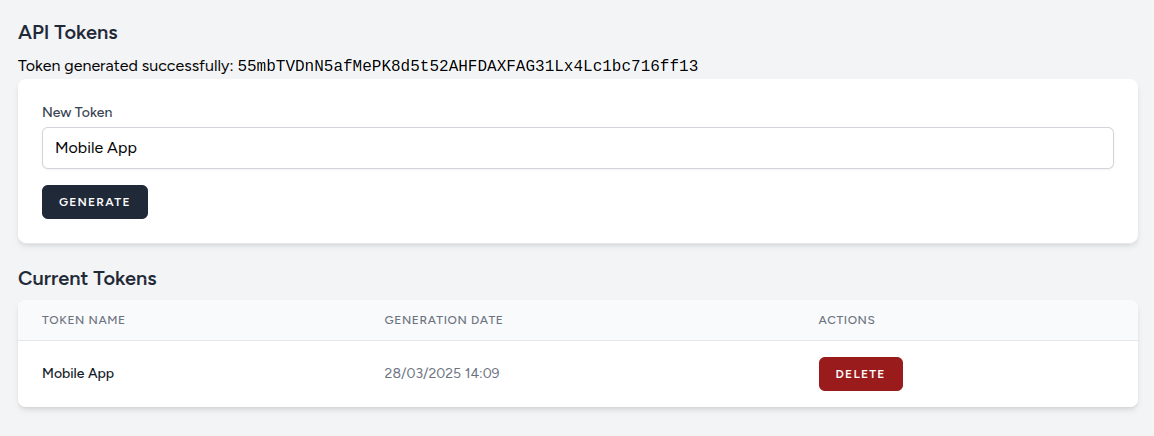 API Tokens
Token generated successfully: 55mbTVDnN5afMePK8d5t52AHFDAXFAG31Lx4Lc1bc716ff13
New Token
Mobile App
GENERATE
Current Tokens
TOKEN NAME GENERATION DATE ACTIONS
Mobile App 28/03/2025 14:09 DELETE